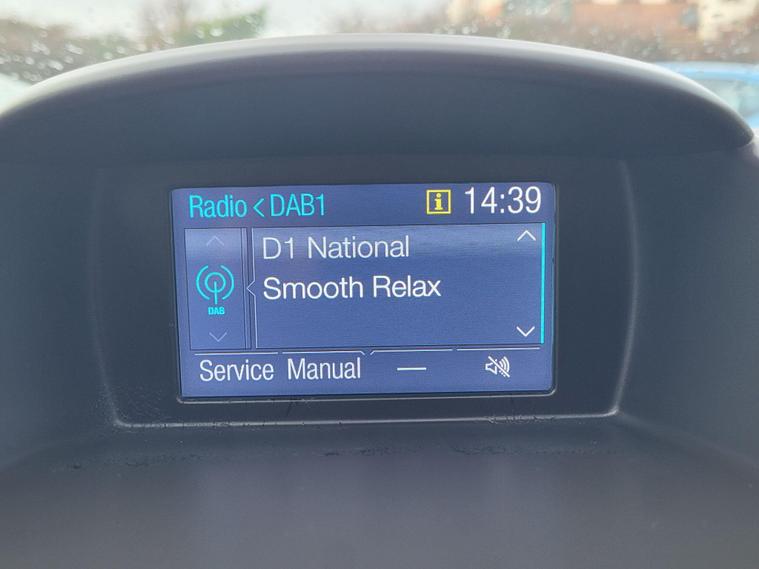 Radio < DAB1 i 14:39
D1 National
Smooth Relax
DAB
Service Manual —